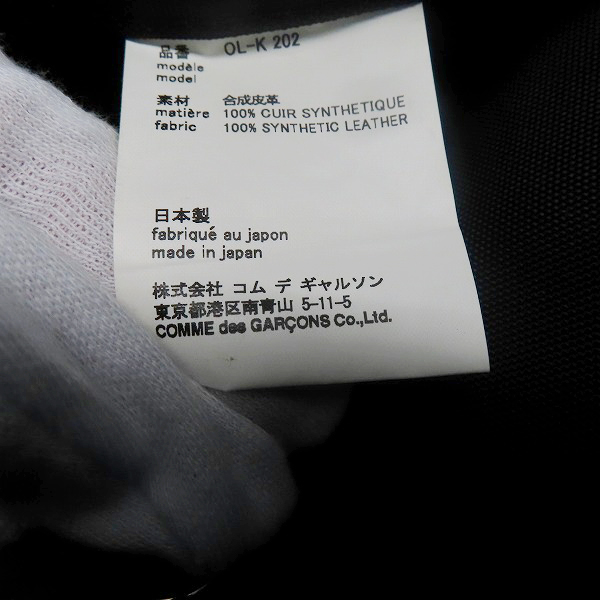 品番 OL-K 202
modèle
model
素材 合成皮革
matière 100% CUIR SYNTHETIQUE
fabric 100% SYNTHETIC LEATHER
日本製
fabriqué au japon
made in japan
株式会社 コム デ ギャルソン
東京都港区南青山 5-11-5
COMME des GARÇONS Co.,Ltd.